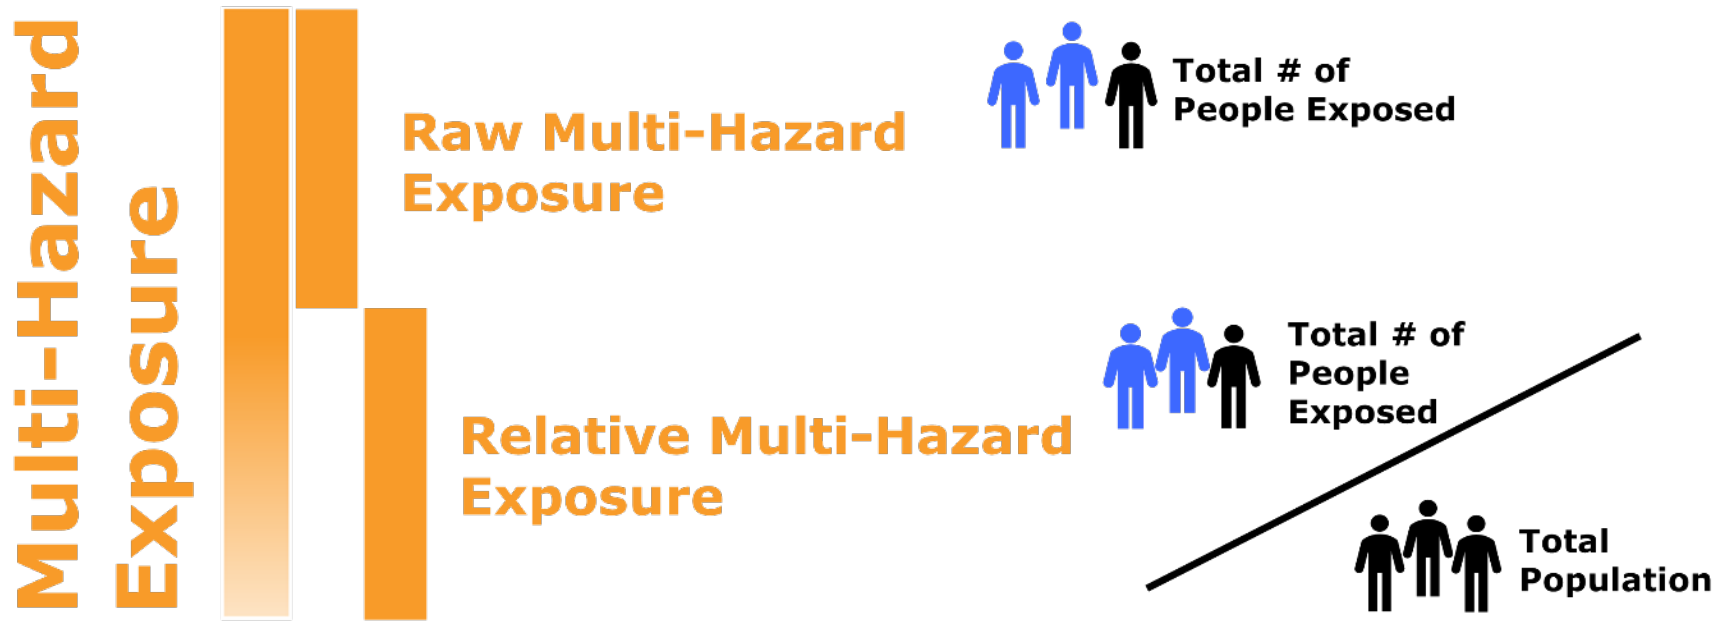 Multi-Hazard
Exposure
Raw Multi-Hazard
Exposure
Total # of
People Exposed
Relative Multi-Hazard
Exposure
Total # of
People
Exposed
Total
Population